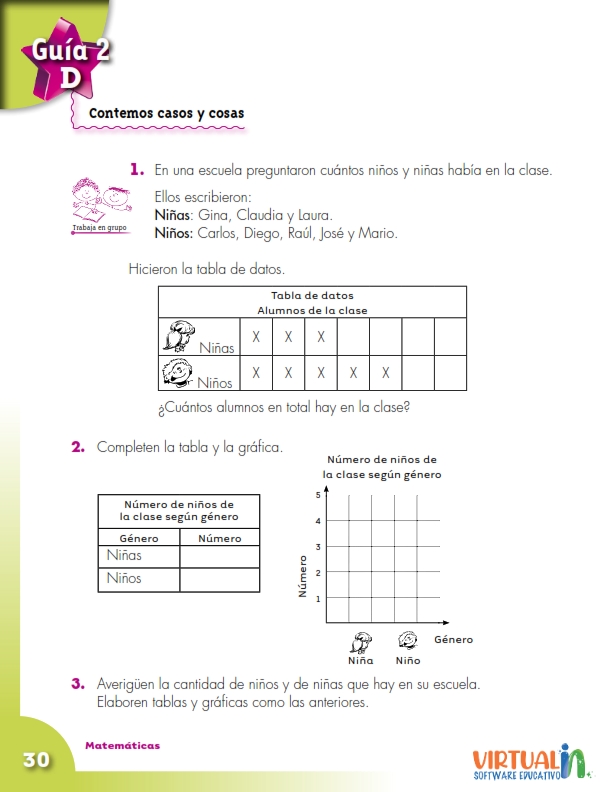 Guía 2
D
Contemos casos y cosas
1. En una escuela preguntaron cuántos niños y niñas había en la clase.
Trabaja en grupo
Ellos escribieron:
Niñas: Gina, Claudia y Laura.
Niños: Carlos, Diego, Raúl, José y Mario.
Hicieron la tabla de datos.
Tabla de datos
Alumnos de la clase
Niñas X X X
Niños X X X X X
¿Cuántos alumnos en total hay en la clase?
2. Completen la tabla y la gráfica.
Número de niños de
la clase según género
Género Número
Niñas
Niños
Número de niños de
la clase según género
5
4
3
2
1
Número
Género
Niña Niño
3. Averigüen la cantidad de niños y de niñas que hay en su escuela.
Elaboren tablas y gráficas como las anteriores.
Matemáticas
30
VIRTUAL in
SOFTWARE EDUCATIVO